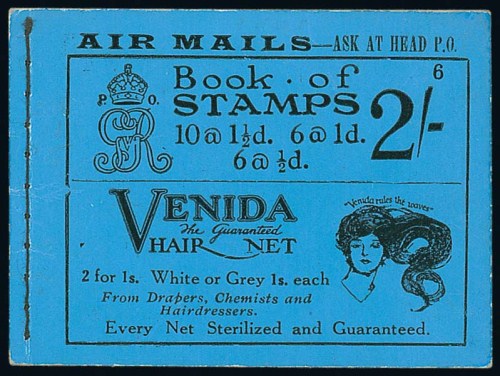 AIR MAILS—ASK AT HEAD P.O.
6
P. O.
GRV
Book · of
STAMPS
2/-
10 @ 1½d. 6 @ 1d.
6 @ ½d.
"Venida rules the waves"
VENIDA
The Guaranteed
HAIR NET
2 for 1s. White or Grey 1s. each
From Drapers, Chemists and
Hairdressers.
Every Net Sterilized and Guaranteed.